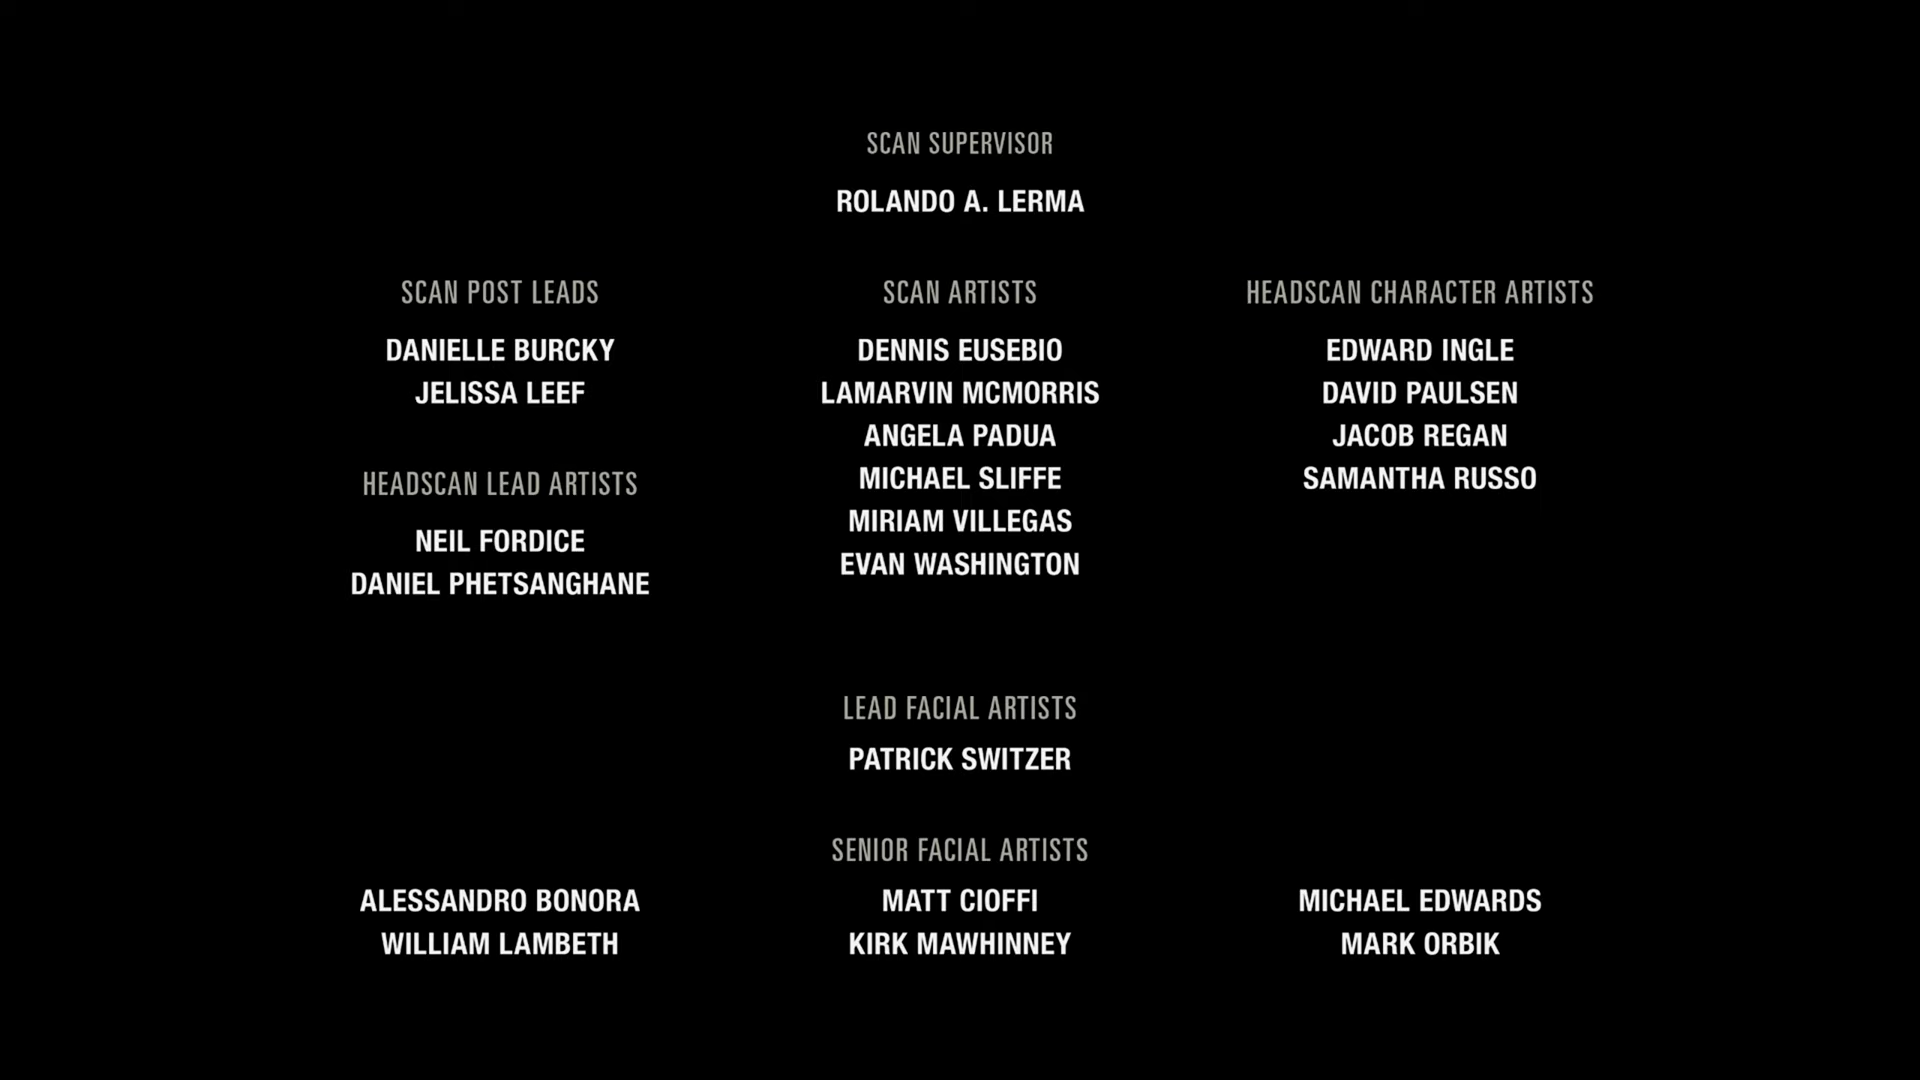 SCAN SUPERVISOR
ROLANDO A. LERMA
SCAN POST LEADS
DANIELLE BURCKY
JELISSA LEEF
HEADSCAN LEAD ARTISTS
NEIL FORDICE
DANIEL PHETSANGHANE
SCAN ARTISTS
DENNIS EUSEBIO
LAMARVIN MCMORRIS
ANGELA PADUA
MICHAEL SLIFFE
MIRIAM VILLEGAS
EVAN WASHINGTON
HEADSCAN CHARACTER ARTISTS
EDWARD INGLE
DAVID PAULSEN
JACOB REGAN
SAMANTHA RUSSO
LEAD FACIAL ARTISTS
PATRICK SWITZER
SENIOR FACIAL ARTISTS
ALESSANDRO BONORA
WILLIAM LAMBETH
MATT CIOFFI
KIRK MAWHINNEY
MICHAEL EDWARDS
MARK ORBIK